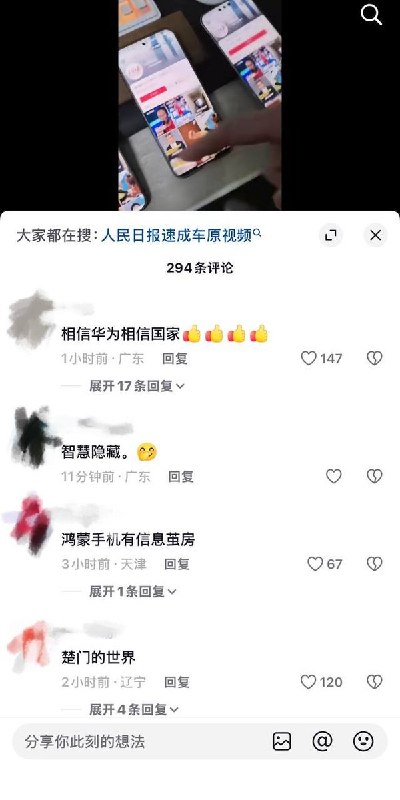 大家都在搜：人民日报速成车原视频
294条评论
相信华为相信国家👍👍👍👍
1小时前 · 广东 回复 147
展开17条回复
智慧隐藏。🤭
11分钟前 · 广东 回复
鸿蒙手机有信息茧房
3小时前 · 天津 回复 67
展开1条回复
楚门的世界
2小时前 · 辽宁 回复 120
展开4条回复
分享你此刻的想法